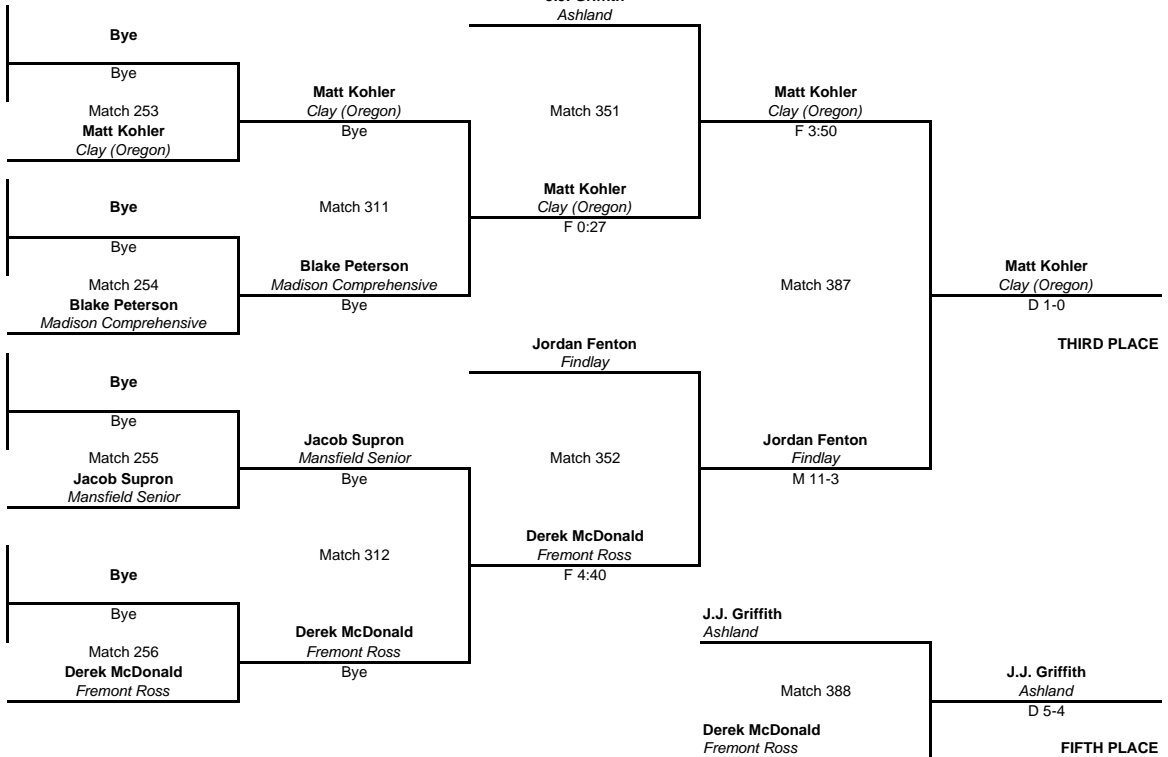 Ashland
Bye
Bye
Match 253
Matt Kohler
Clay (Oregon)
Matt Kohler
Clay (Oregon)
Bye
Match 351
Matt Kohler
Clay (Oregon)
F 3:50
Bye
Bye
Match 254
Blake Peterson
Madison Comprehensive
Match 311
Blake Peterson
Madison Comprehensive
Bye
Matt Kohler
Clay (Oregon)
F 0:27
Match 387
Matt Kohler
Clay (Oregon)
D 1-0
THIRD PLACE
Jordan Fenton
Findlay
Bye
Bye
Match 255
Jacob Supron
Mansfield Senior
Jacob Supron
Mansfield Senior
Bye
Match 352
Jordan Fenton
Findlay
M 11-3
Bye
Bye
Match 256
Derek McDonald
Fremont Ross
Match 312
Derek McDonald
Fremont Ross
Bye
Derek McDonald
Fremont Ross
F 4:40
J.J. Griffith
Ashland
Match 388
Derek McDonald
Fremont Ross
J.J. Griffith
Ashland
D 5-4
FIFTH PLACE